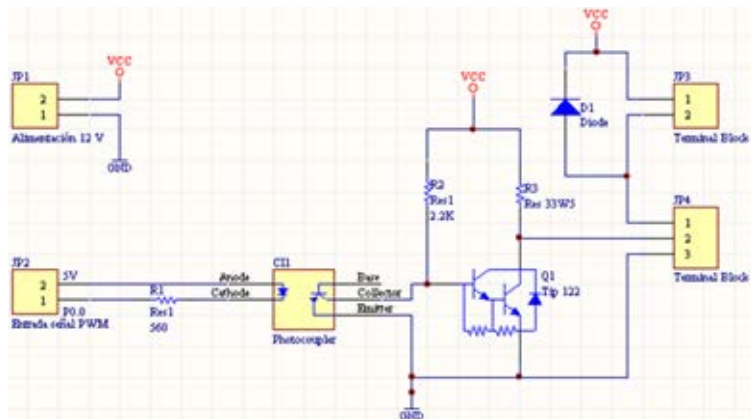 JP1
2
1
Alimentación 12 V
VCC
GND
JP2
2
1
Entrada señal PWM
5V
P0.0
R1
Res1
560
Anode
Cathode
CI1
Photocoupler
Base
Collector
Emitter
VCC
R2
Res1
2.2K
R3
Res 33W5
Q1
Tip 122
GND
VCC
D1
Diode
JP3
1
2
Terminal Block
JP4
1
2
3
Terminal Block